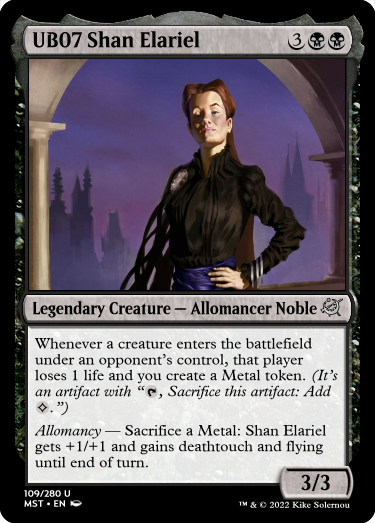 UB07 Shan Elariel 3
Legendary Creature — Allomancer Noble
Whenever a creature enters the battlefield
under an opponent's control, that player
loses 1 life and you create a Metal token. (It's
an artifact with “, Sacrifice this artifact: Add
.”)
Allomancy — Sacrifice a Metal: Shan Elariel
gets +1/+1 and gains deathtouch and flying
until end of turn.
3/3
109/280 U
MST • EN
™ & © 2022 Kike Solernou